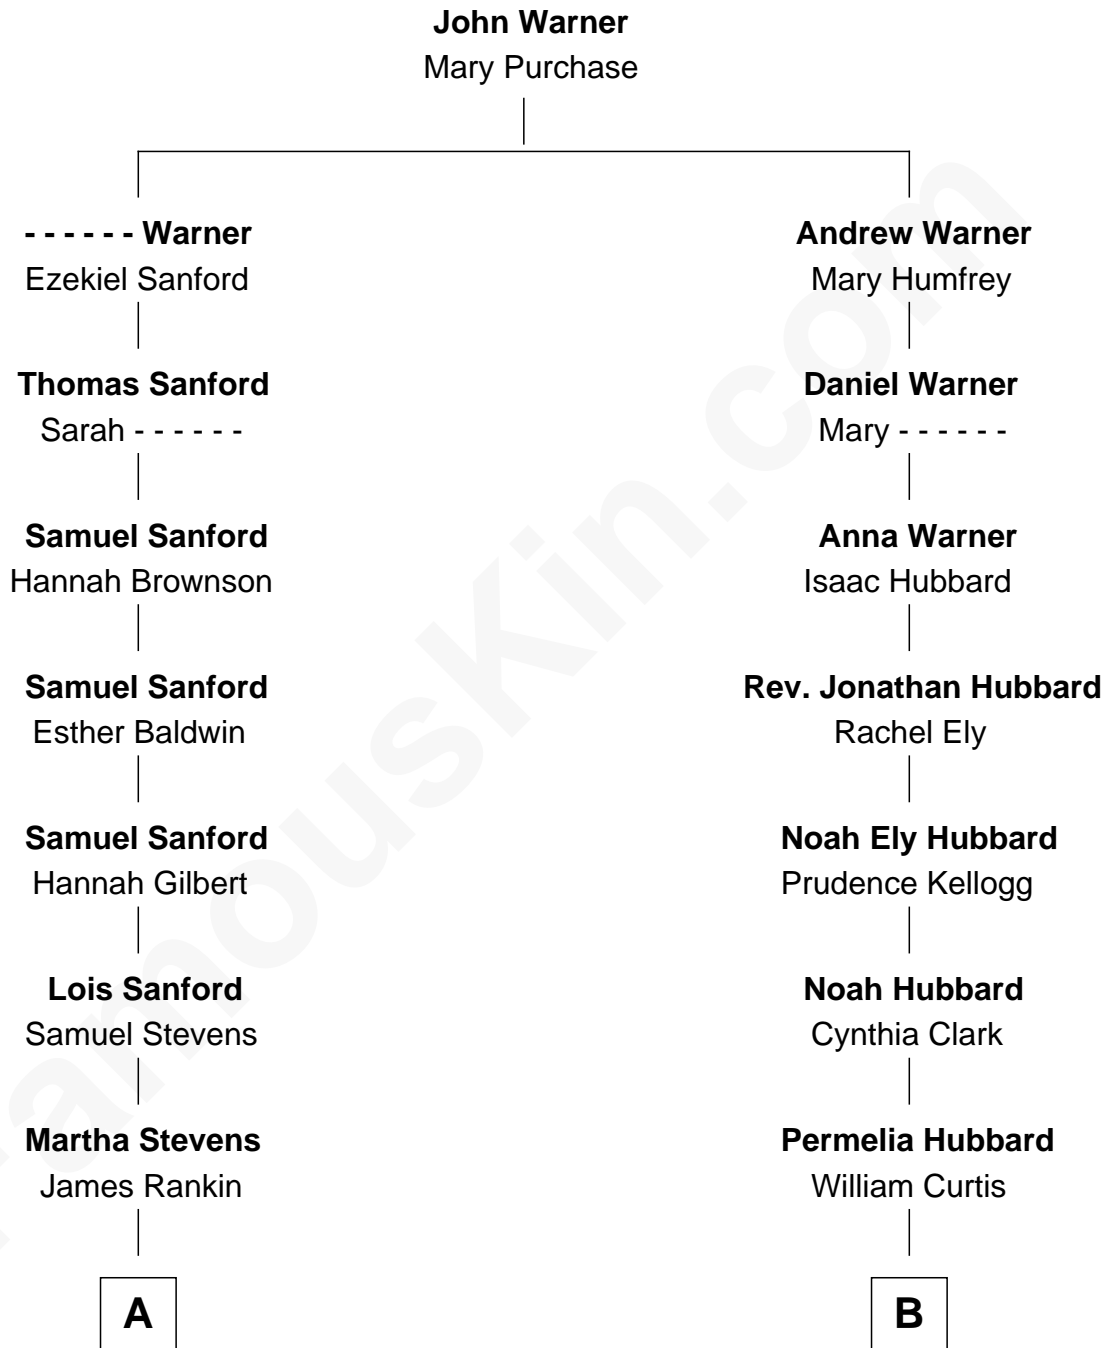 John Warner
Mary Purchase
- - - - - - Warner
Ezekiel Sanford
Andrew Warner
Mary Humfrey
Thomas Sanford
Sarah - - - - - -
Daniel Warner
Mary - - - - - -
Samuel Sanford
Hannah Brownson
Anna Warner
Isaac Hubbard
Samuel Sanford
Esther Baldwin
Rev. Jonathan Hubbard
Rachel Ely
Samuel Sanford
Hannah Gilbert
Noah Ely Hubbard
Prudence Kellogg
Lois Sanford
Samuel Stevens
Noah Hubbard
Cynthia Clark
Martha Stevens
James Rankin
Permelia Hubbard
William Curtis
A
B
FamousKin.com